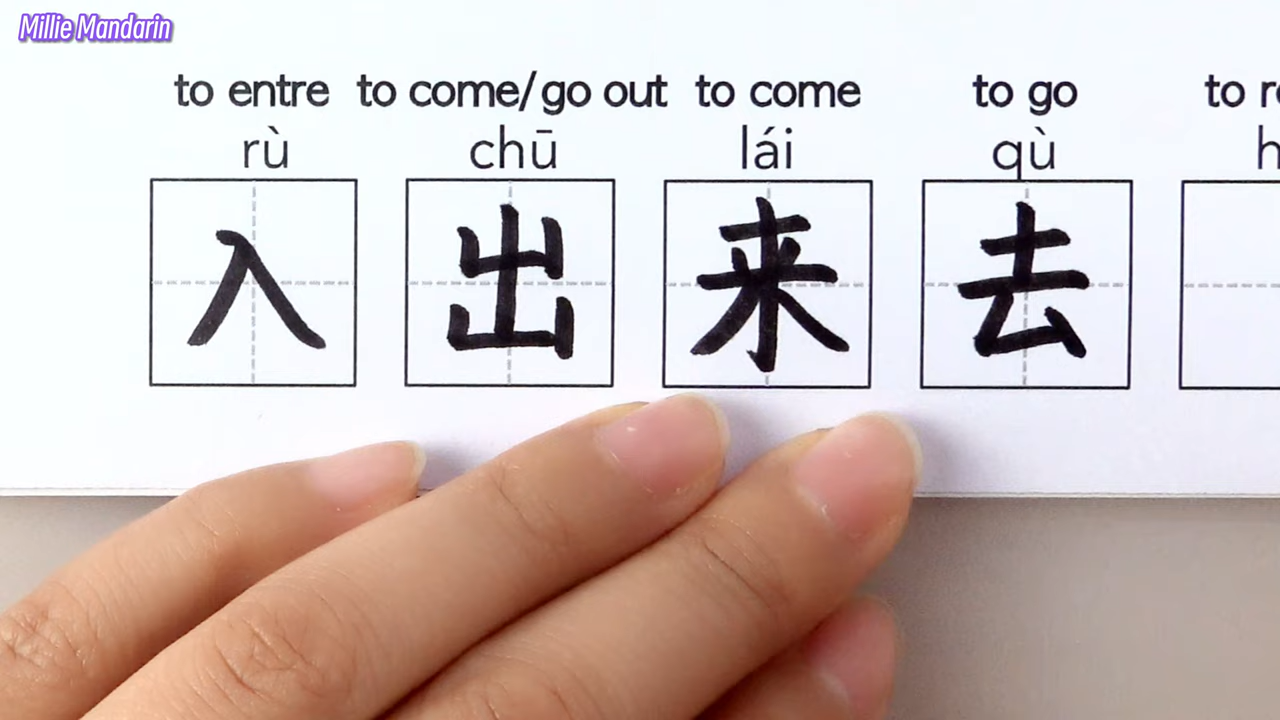 Millie Mandarin
to entre to come/go out to come to go to r
rù chū lái qù h
入 出 来 去